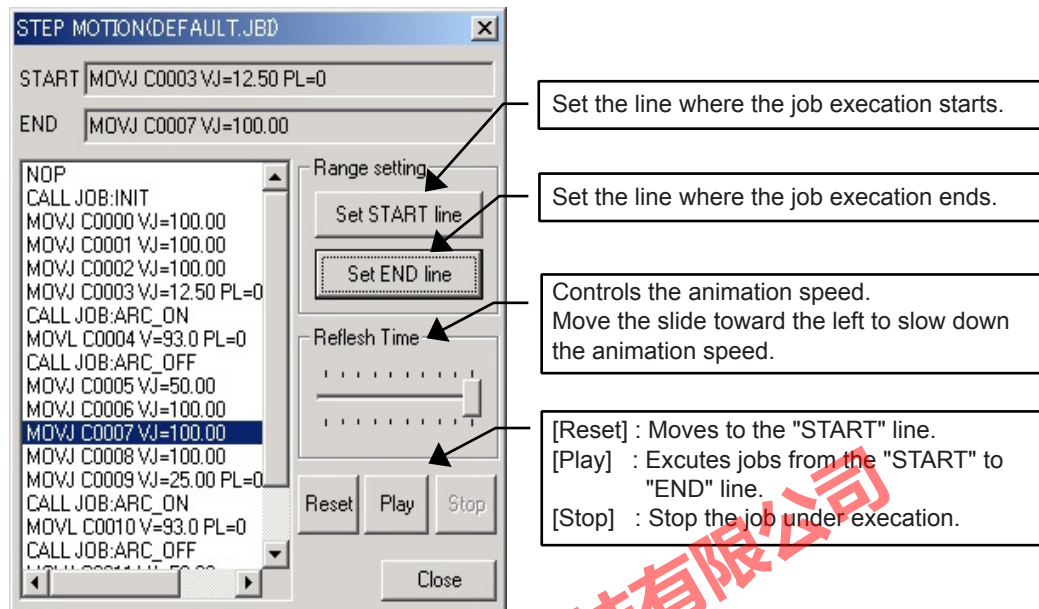 STEP MOTION(DEFAULT.JBI)
START MOVJ C0003 VJ=12.50 PL=0
END MOVJ C0007 VJ=100.00
NOP
CALL JOB:INIT
MOVJ C0000 VJ=100.00
MOVJ C0001 VJ=100.00
MOVJ C0002 VJ=100.00
MOVJ C0003 VJ=12.50 PL=0
CALL JOB:ARC_ON
MOVL C0004 V=93.0 PL=0
CALL JOB:ARC_OFF
MOVJ C0005 VJ=50.00
MOVJ C0006 VJ=100.00
MOVJ C0007 VJ=100.00
MOVJ C0008 VJ=100.00
MOVJ C0009 VJ=25.00 PL=0
CALL JOB:ARC_ON
MOVL C0010 V=93.0 PL=0
CALL JOB:ARC_OFF
Range setting
Set START line
Set END line
Reflesh Time
Reset Play Stop
Close
Set the line where the job execation starts.
Set the line where the job execation ends.
Controls the animation speed.
Move the slide toward the left to slow down
the animation speed.
[Reset] : Moves to the "START" line.
[Play] : Excutes jobs from the "START" to
"END" line.
[Stop] : Stop the job under execation.
技有限公司